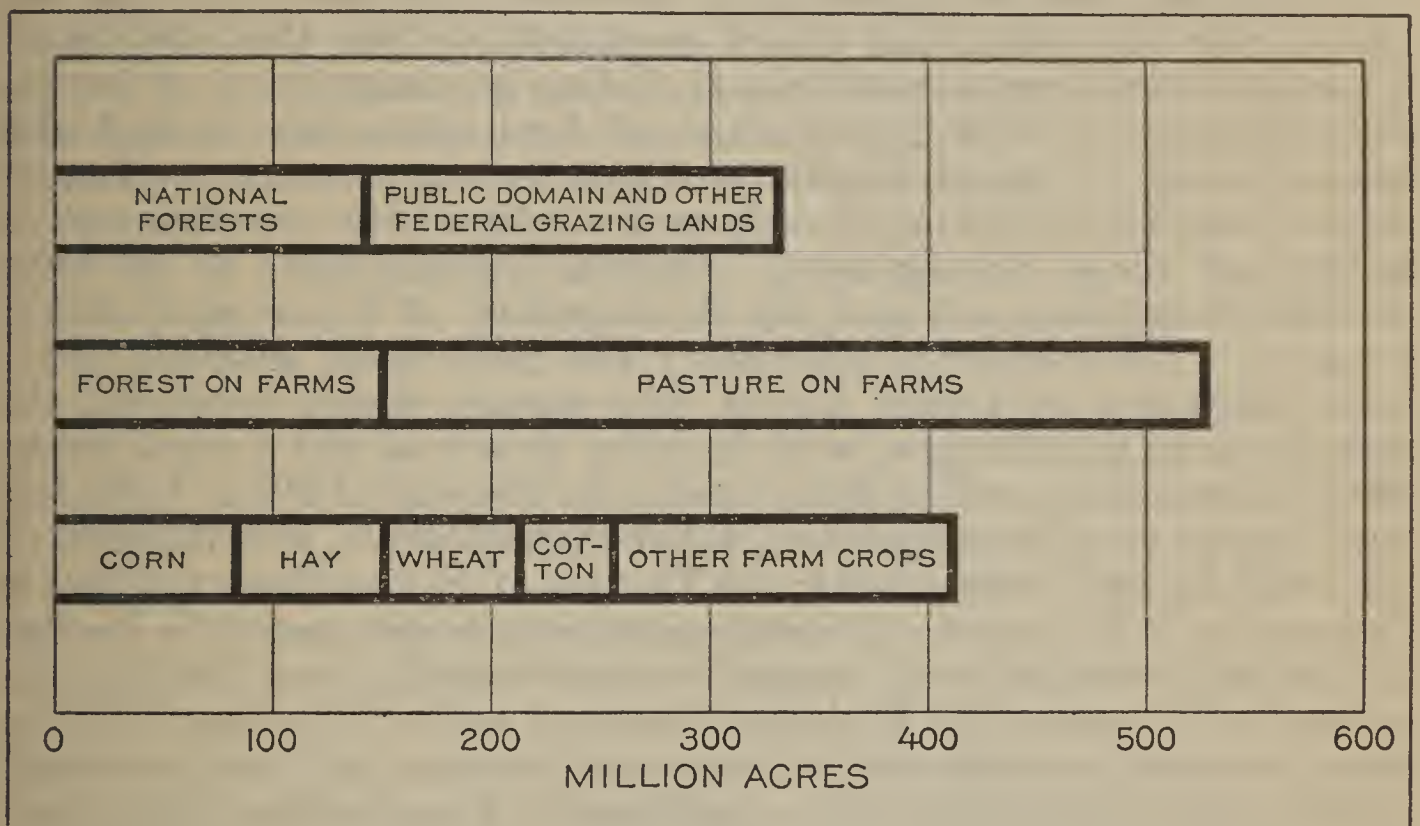 NATIONAL
FORESTS
PUBLIC DOMAIN AND OTHER
FEDERAL GRAZING LANDS
FOREST ON FARMS
PASTURE ON FARMS
CORN
HAY
WHEAT
COT-
TON
OTHER FARM CROPS
0 100 200 300 400 500 600
MILLION ACRES